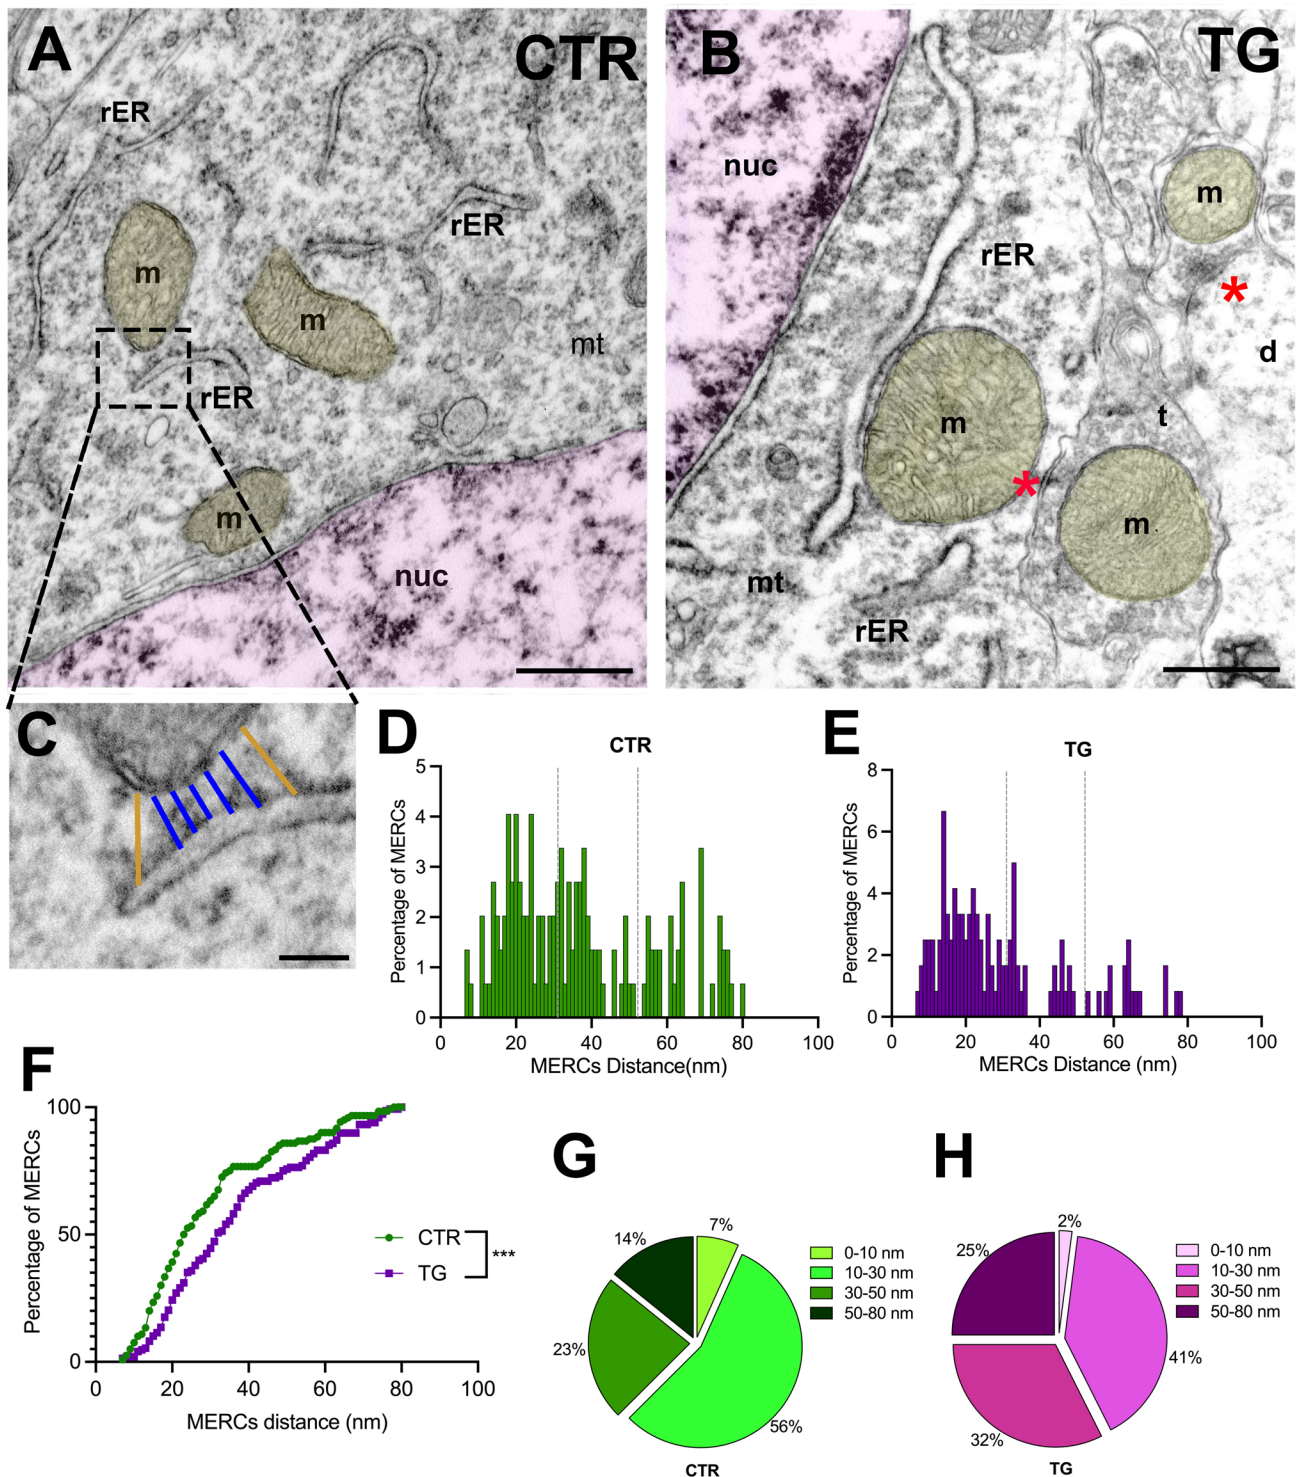 A
CTR
rER
m
rER
m
mt
rER
m
nuc
B
TG
nuc
m
rER
*
d
m
t
*
m
mt
rER
C
D
CTR
Percentage of MERCs
5
4
3
2
1
0
0 20 40 60 80 100
MERCs Distance(nm)
E
TG
Percentage of MERCs
8
6
4
2
0
0 20 40 60 80 100
MERCs Distance (nm)
F
Percentage of MERCs
100
50
0
0 20 40 60 80 100
MERCs distance (nm)
CTR
TG
***
G
7%
14%
23%
56%
0-10 nm
10-30 nm
30-50 nm
50-80 nm
CTR
H
2%
25%
41%
32%
0-10 nm
10-30 nm
30-50 nm
50-80 nm
TG